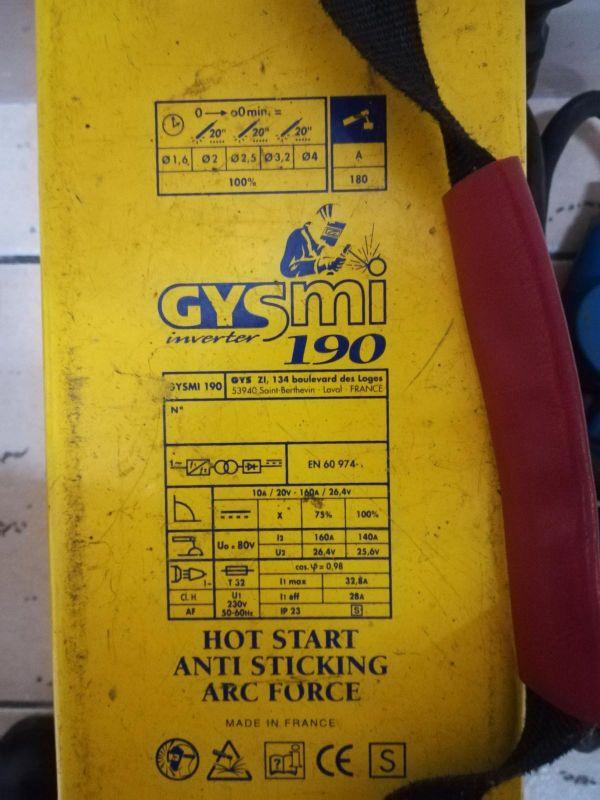 0 → 60min. =
20" 20" 20"
Ø1,6 Ø2 Ø2,5 Ø3,2 Ø4 A
100% 180
GYSmi
inverter 190
GYSMI 190 GYS ZI, 134 boulevard des Loges
53940 Saint-Berthevin - Laval - FRANCE
N°
1~ EN 60 974-
10A / 20V - 160A / 26,4V
X 75% 100%
U₀ = 80V I2 160A 140A
U2 26,4V 25,6V
1~ T 32 cos. φ = 0,98
I1 max 32,8A
Cl. H U1 I1 eff 28A
AF 230V 50-60Hz IP 23 S
HOT START
ANTI STICKING
ARC FORCE
MADE IN FRANCE
? i CE S